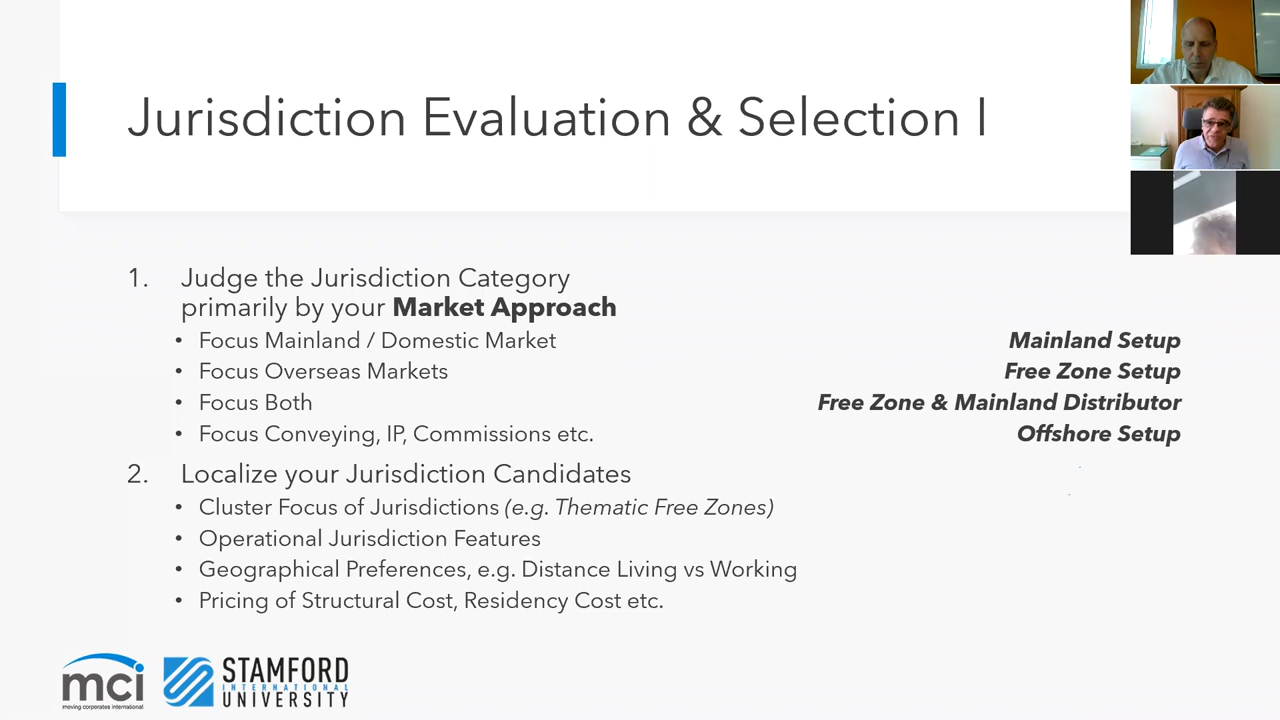 Jurisdiction Evaluation & Selection I
1. Judge the Jurisdiction Category
primarily by your Market Approach
• Focus Mainland / Domestic Market Mainland Setup
• Focus Overseas Markets Free Zone Setup
• Focus Both Free Zone & Mainland Distributor
• Focus Conveying, IP, Commissions etc. Offshore Setup
2. Localize your Jurisdiction Candidates
• Cluster Focus of Jurisdictions (e.g. Thematic Free Zones)
• Operational Jurisdiction Features
• Geographical Preferences, e.g. Distance Living vs Working
• Pricing of Structural Cost, Residency Cost etc.
mci
moving corporates international
STAMFORD
INTERNATIONAL
UNIVERSITY